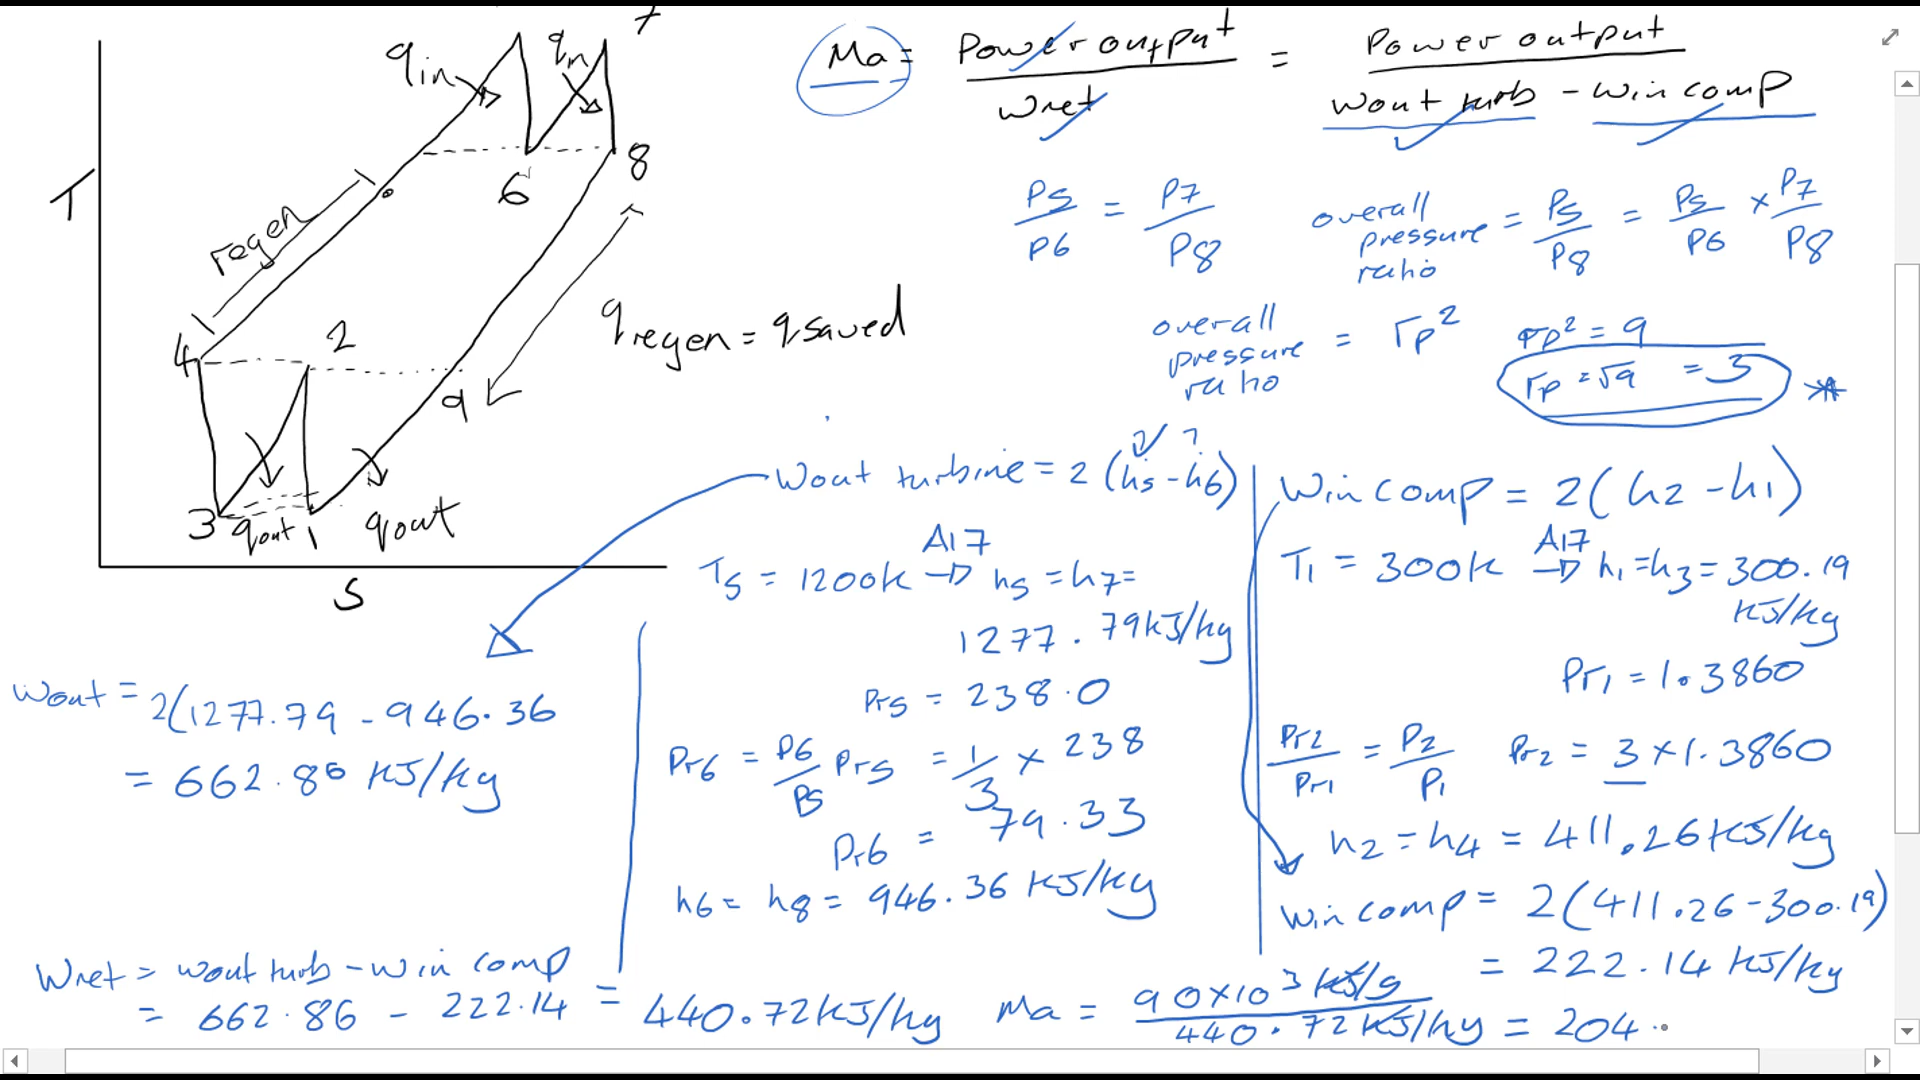 T
qin
qin
7
6
8
regen
4
2
9
3
qout
1
qout
S
qregen = qsaved
Ma = Power output / Wnet = Power output / Wout turb - Win comp
P5/P6 = P7/P8
overall pressure ratio = P5/P8 = P5/P6 × P7/P8
overall pressure ratio = rp²
rp² = 9
rp = √9 = 3 *
Wout turbine = 2 (h5 - h6)
✓ ?
T5 = 1200K → A17 h5 = h7 =
1277.79 KJ/kg
Pr5 = 238.0
Pr6 = P6/P5 Pr5 = 1/3 × 238
Pr6 = 79.33
h6 = h8 = 946.36 KJ/kg
Win comp = 2(h2 - h1)
T1 = 300K → A17 h1 = h3 = 300.19
KJ/kg
Pr1 = 1.3860
Pr2/Pr1 = P2/P1 Pr2 = 3 × 1.3860
h2 = h4 = 411.26 KJ/kg
Win comp = 2(411.26 - 300.19)
= 222.14 KJ/kg
Wout = 2(1277.79 - 946.36
= 662.86 KJ/kg
Wnet = Wout turb - Win comp
= 662.86 - 222.14 = 440.72 KJ/kg
Ma = 90×10³ KJ/s / 440.72 KJ/kg = 204.